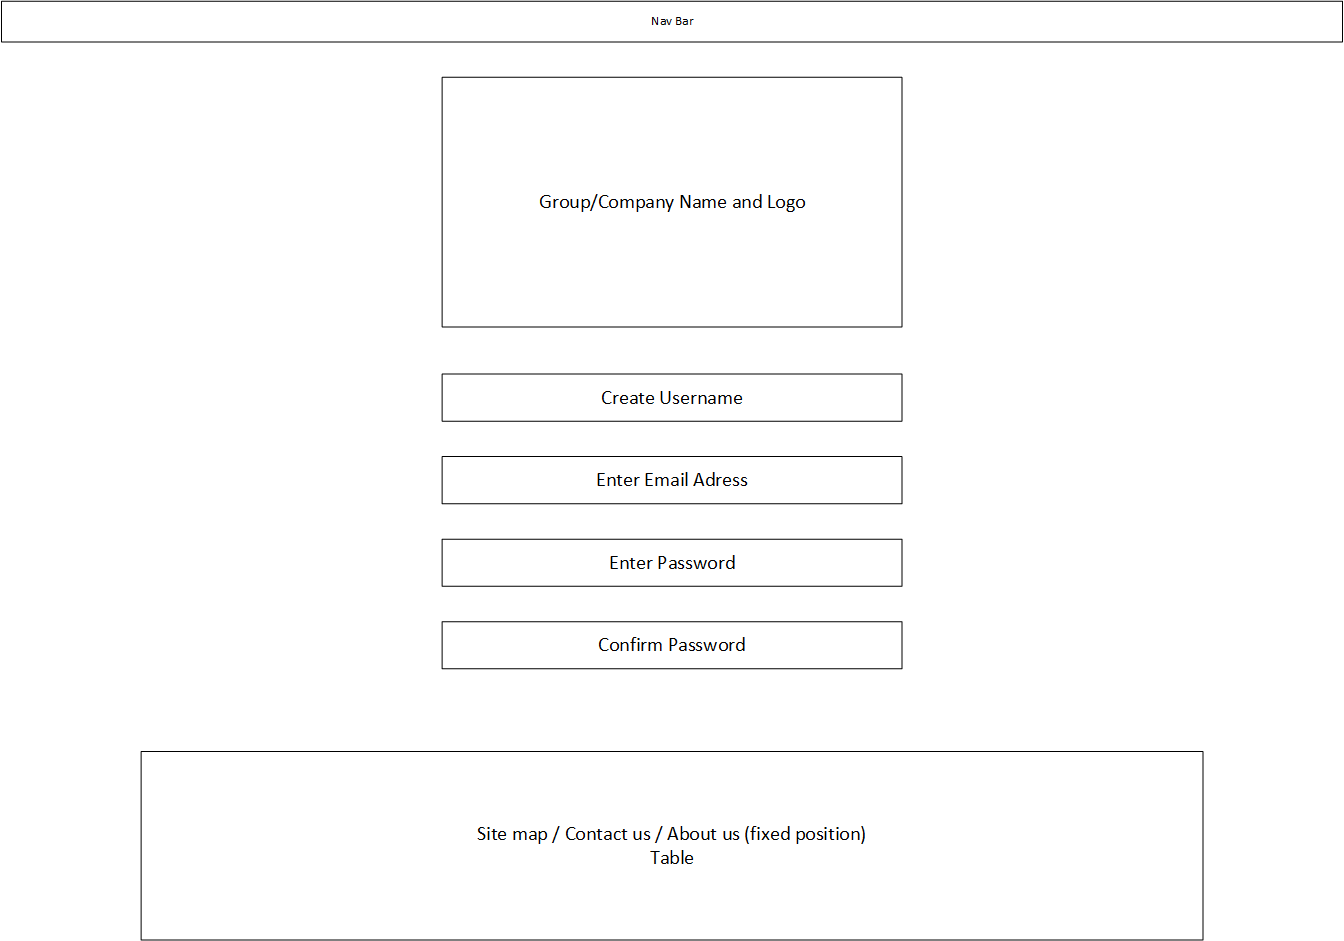 Nav Bar
Group/Company Name and Logo
Create Username
Enter Email Adress
Enter Password
Confirm Password
Site map / Contact us / About us (fixed position)
Table